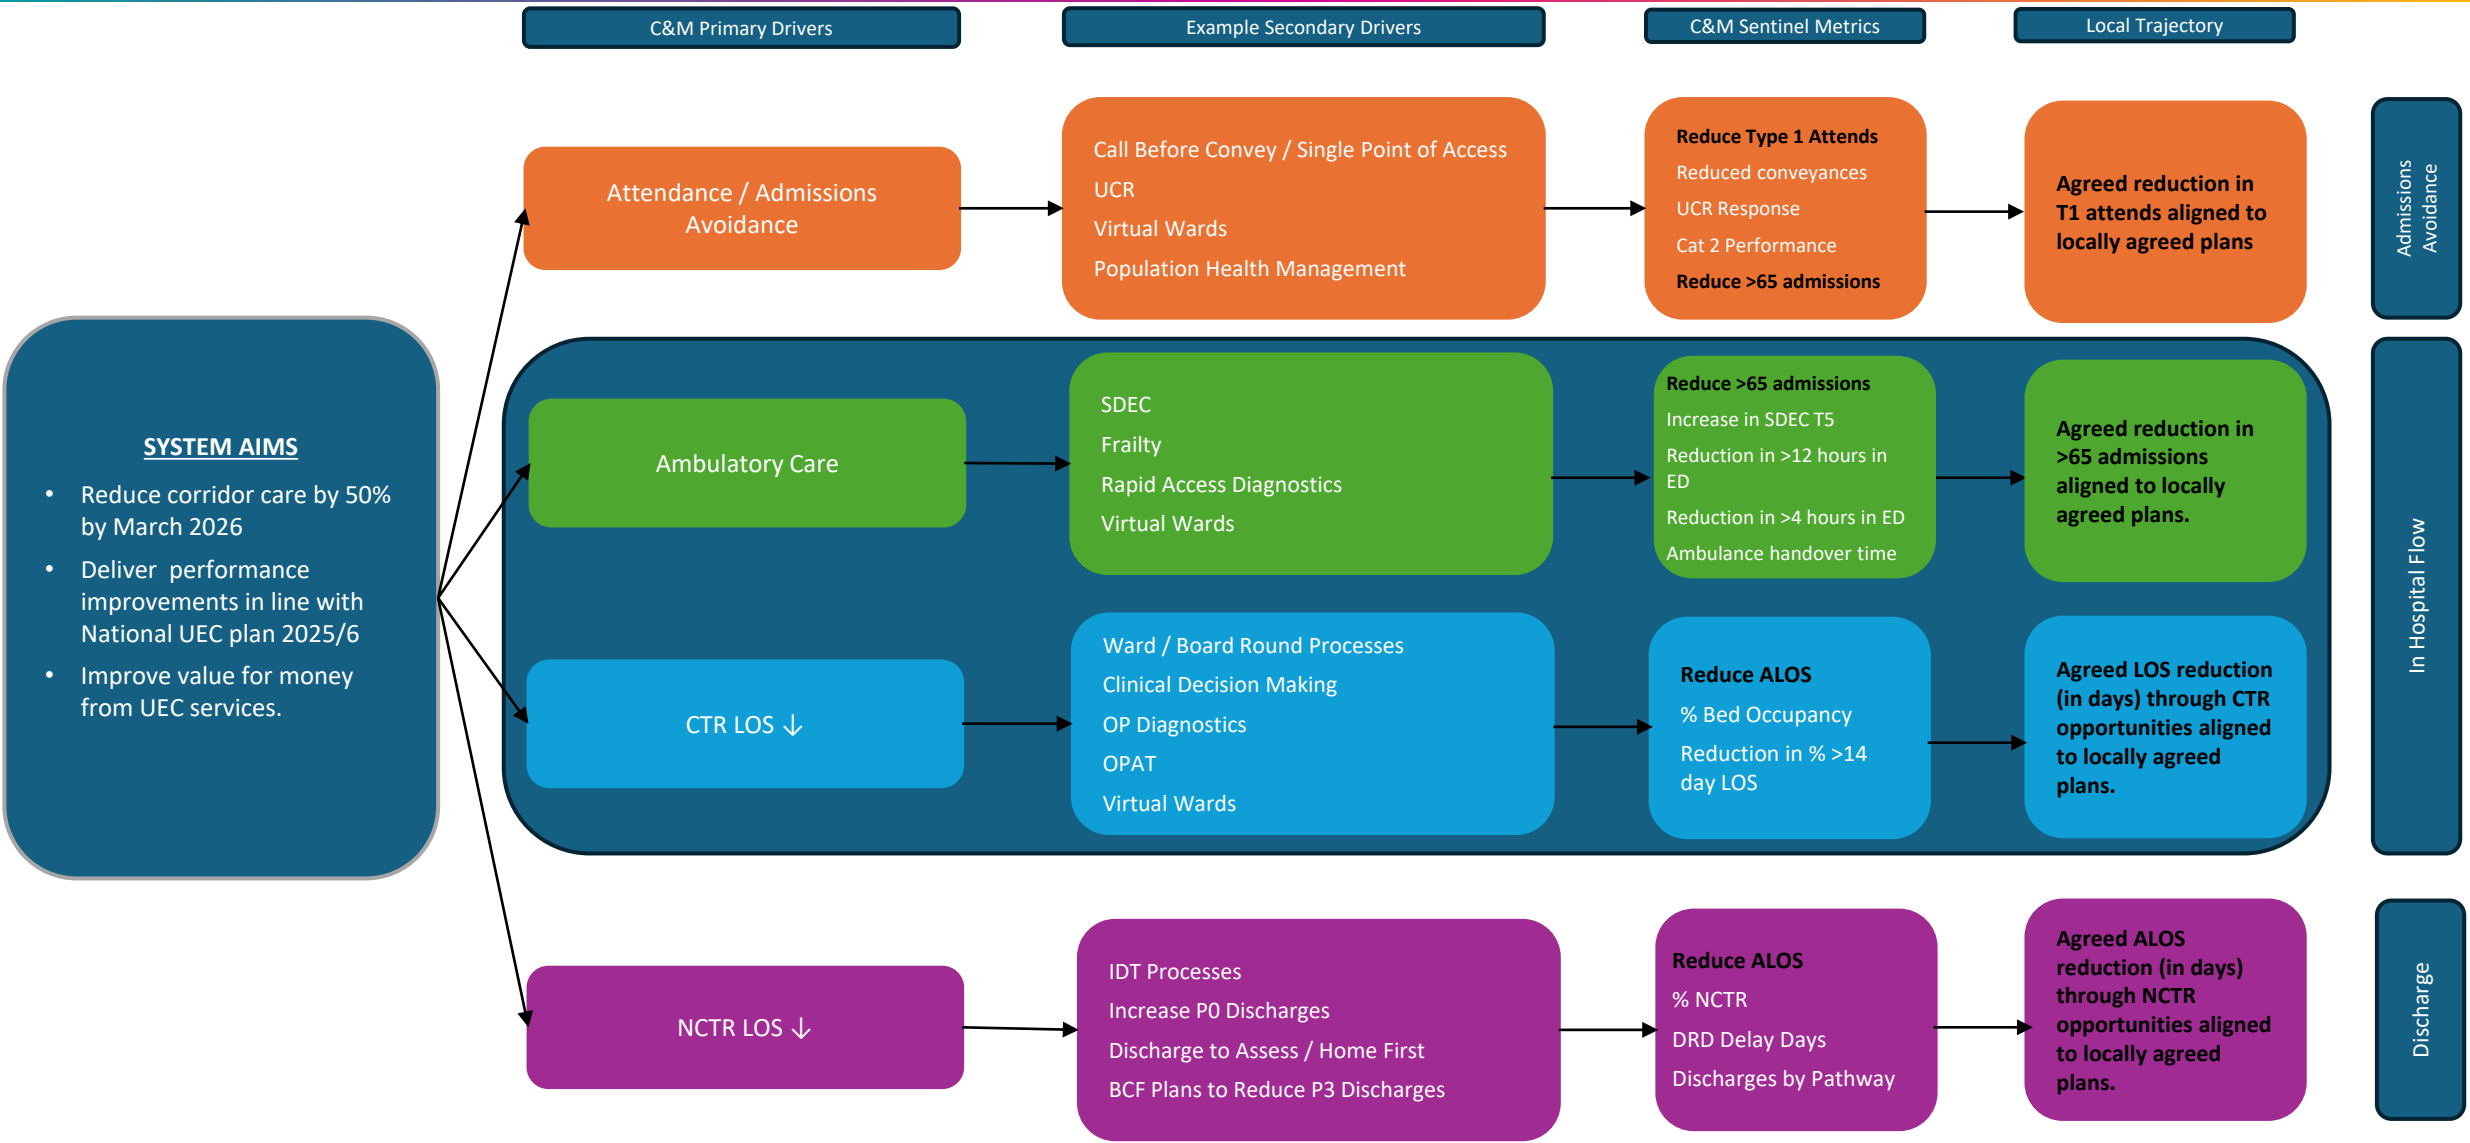 C&M Primary Drivers
Example Secondary Drivers
C&M Sentinel Metrics
Local Trajectory
SYSTEM AIMS
• Reduce corridor care by 50%
by March 2026
• Deliver performance
improvements in line with
National UEC plan 2025/6
• Improve value for money
from UEC services.
Attendance / Admissions
Avoidance
Call Before Convey / Single Point of Access
UCR
Virtual Wards
Population Health Management
Reduce Type 1 Attends
Reduced conveyances
UCR Response
Cat 2 Performance
Reduce >65 admissions
Agreed reduction in
T1 attends aligned to
locally agreed plans
Admissions
Avoidance
Ambulatory Care
SDEC
Frailty
Rapid Access Diagnostics
Virtual Wards
Reduce >65 admissions
Increase in SDEC T5
Reduction in >12 hours in
ED
Reduction in >4 hours in ED
Ambulance handover time
Agreed reduction in
>65 admissions
aligned to locally
agreed plans.
In Hospital Flow
CTR LOS ↓
Ward / Board Round Processes
Clinical Decision Making
OP Diagnostics
OPAT
Virtual Wards
Reduce ALOS
% Bed Occupancy
Reduction in % >14
day LOS
Agreed LOS reduction
(in days) through CTR
opportunities aligned
to locally agreed
plans.
NCTR LOS ↓
IDT Processes
Increase P0 Discharges
Discharge to Assess / Home First
BCF Plans to Reduce P3 Discharges
Reduce ALOS
% NCTR
DRD Delay Days
Discharges by Pathway
Agreed ALOS
reduction (in days)
through NCTR
opportunities aligned
to locally agreed
plans.
Discharge